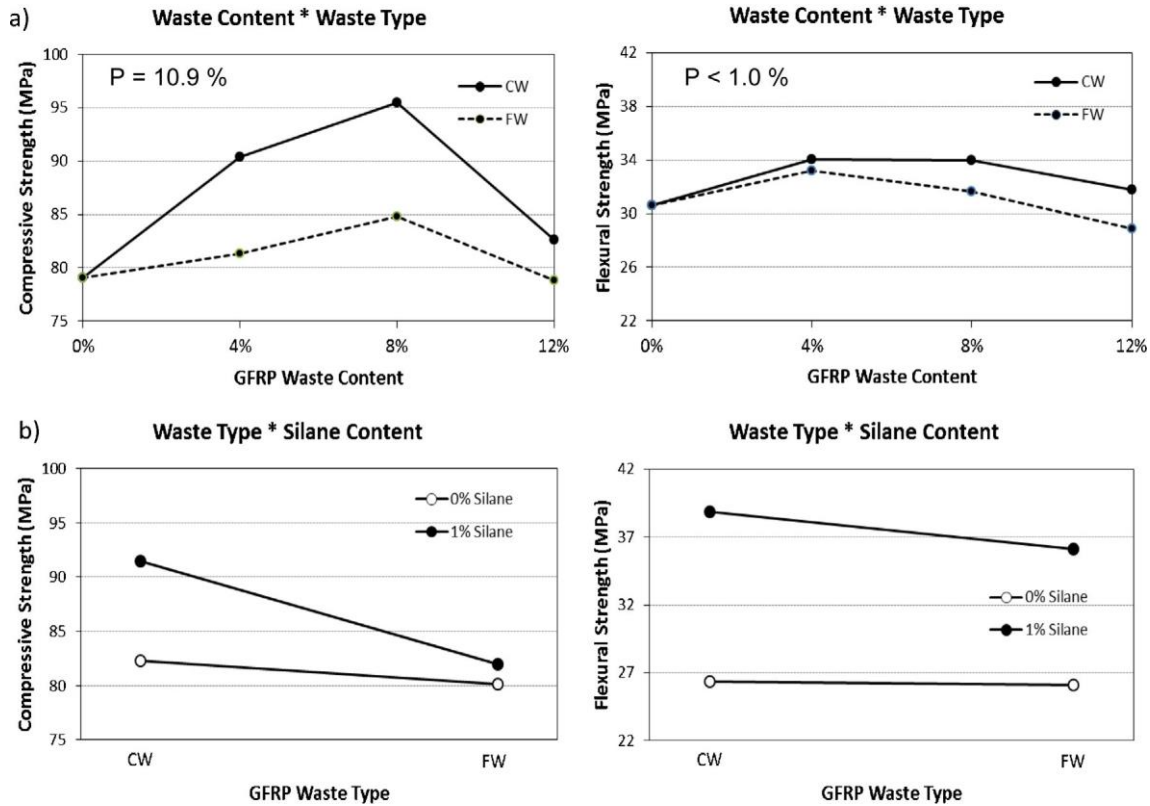 a)
Waste Content * Waste Type
Compressive Strength (MPa)
100
95
90
85
80
75
P = 10.9 %
CW
FW
0%
4%
8%
12%
GFRP Waste Content
Waste Content * Waste Type
Flexural Strength (MPa)
42
38
34
30
26
22
P < 1.0 %
CW
FW
0%
4%
8%
12%
GFRP Waste Content
b)
Waste Type * Silane Content
Compressive Strength (MPa)
100
95
90
85
80
75
0% Silane
1% Silane
CW
FW
GFRP Waste Type
Waste Type * Silane Content
Flexural Strength (MPa)
42
37
32
27
22
0% Silane
1% Silane
CW
FW
GFRP Waste Type